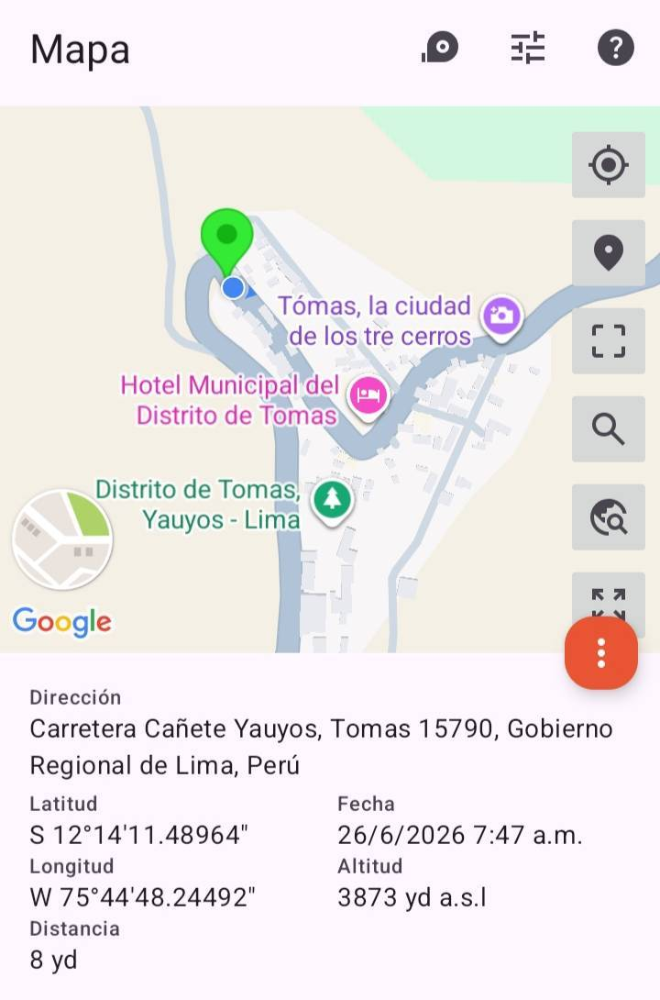 Mapa
Tómas, la ciudad
de los tre cerros
Hotel Municipal del
Distrito de Tomas
Distrito de Tomas,
Yauyos - Lima
Google
Dirección
Carretera Cañete Yauyos, Tomas 15790, Gobierno
Regional de Lima, Perú
Latitud
S 12°14'11.48964"
Fecha
26/6/2026 7:47 a.m.
Longitud
W 75°44'48.24492"
Altitud
3873 yd a.s.l
Distancia
8 yd